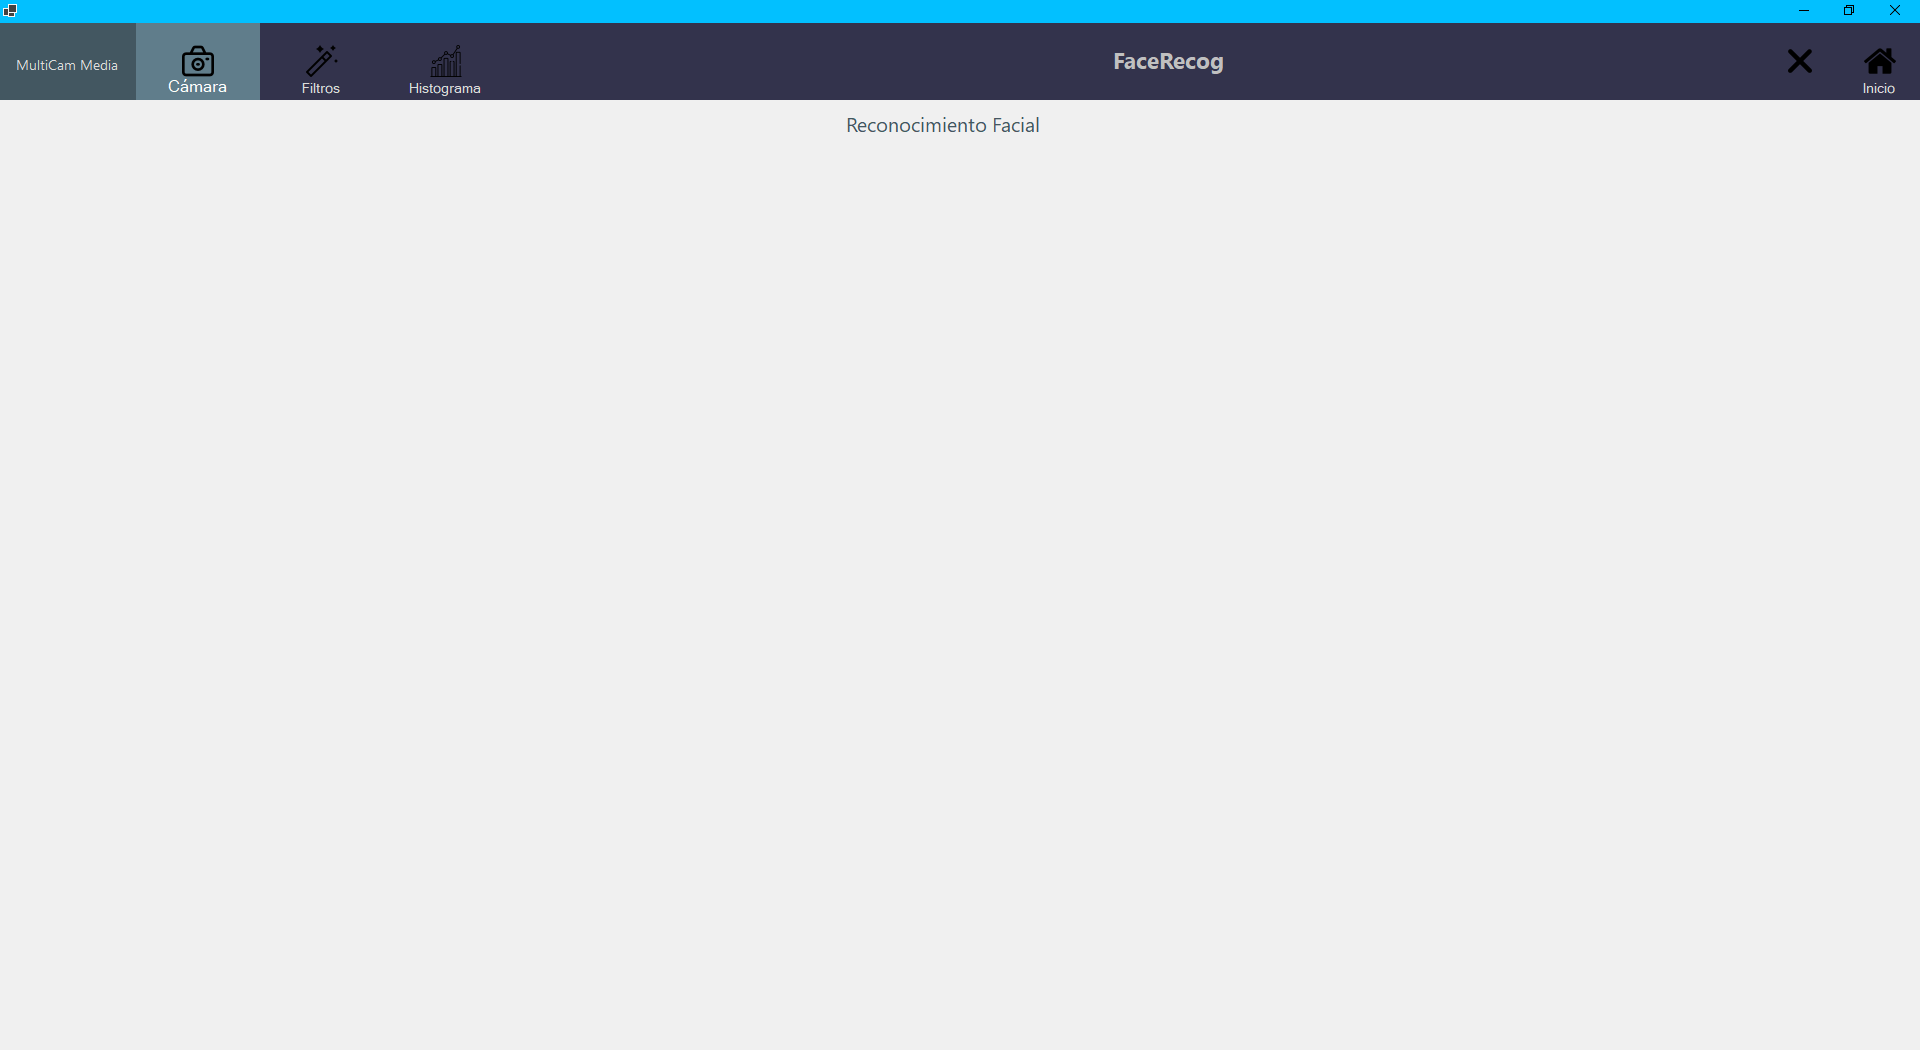 MultiCam Media
Cámara
Filtros
Histograma
FaceRecog
Inicio
Reconocimiento Facial